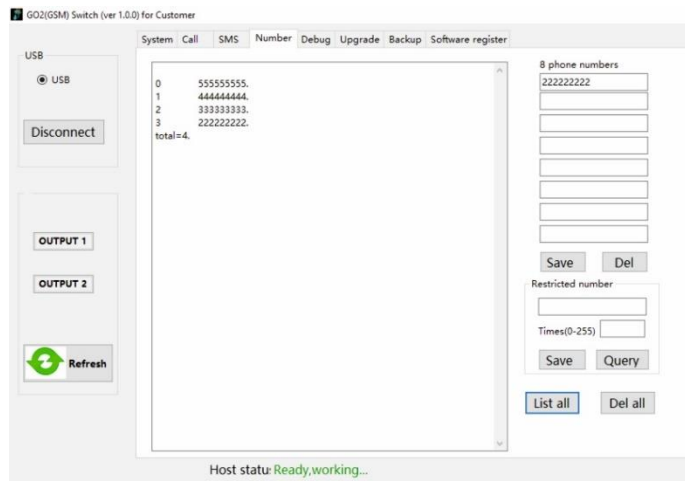 GO2(GSM) Switch (ver 1.0.0) for Customer
System Call SMS Number Debug Upgrade Backup Software register
USB
USB
Disconnect
OUTPUT 1
OUTPUT 2
Refresh
0 555555555.
1 444444444.
2 333333333.
3 222222222.
total=4.
8 phone numbers
222222222
Save Del
Restricted number
Times(0-255)
Save Query
List all Del all
Host statu: Ready,working...